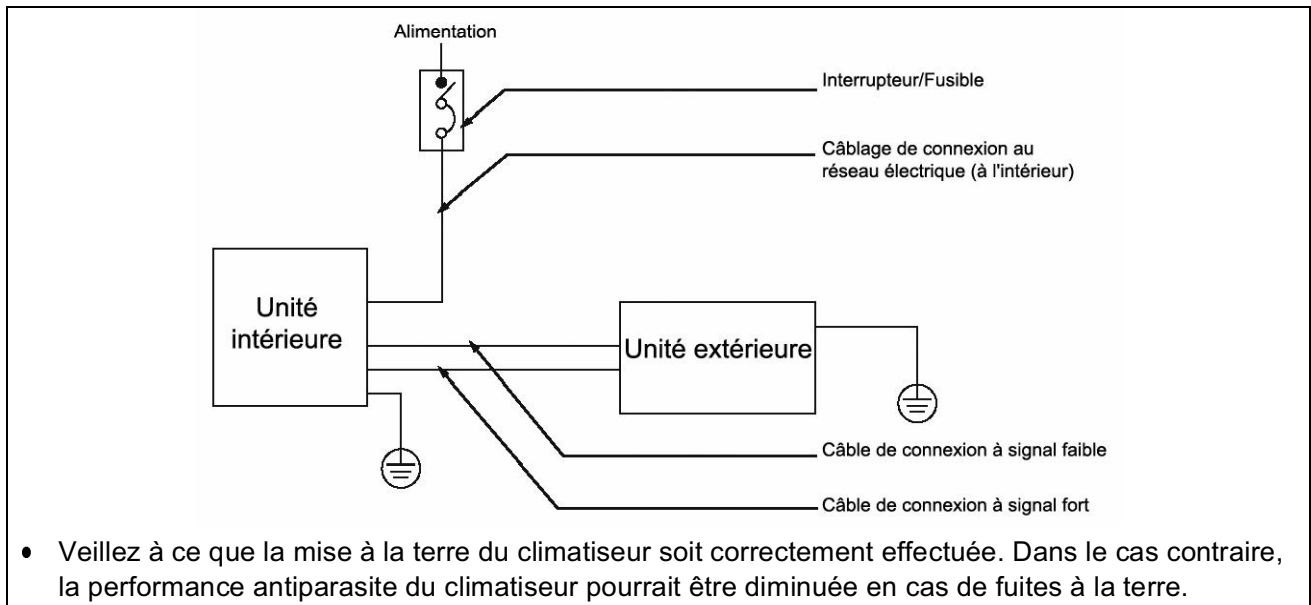 Alimentation
Interrupteur/Fusible
Câblage de connexion au
réseau électrique (à l'intérieur)
Unité
intérieure
Unité extérieure
Câble de connexion à signal faible
Câble de connexion à signal fort
• Veillez à ce que la mise à la terre du climatiseur soit correctement effectuée. Dans le cas contraire,
la performance antiparasite du climatiseur pourrait être diminuée en cas de fuites à la terre.